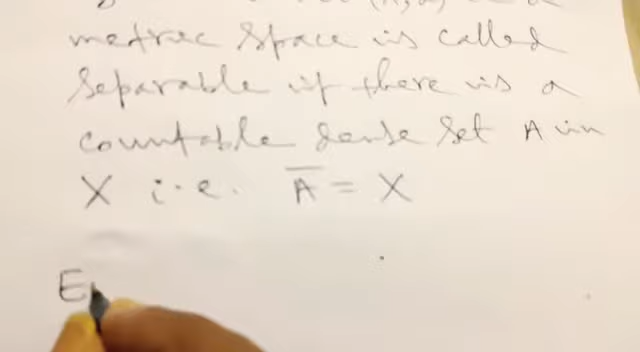 metric space is called
separable if there is a
countable dense set A in
X i.e. A̅ = X
E